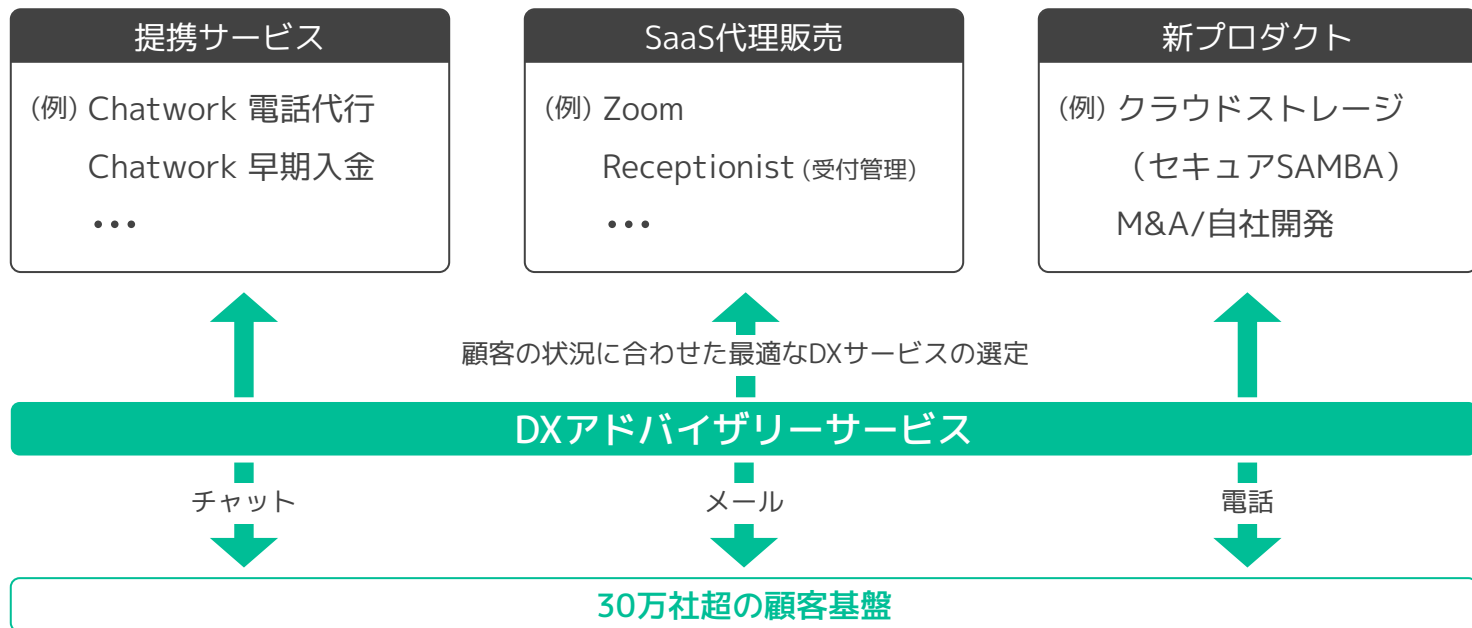 提携サービス
(例) Chatwork 電話代行
Chatwork 早期入金
•••
SaaS代理販売
(例) Zoom
Receptionist (受付管理)
•••
新プロダクト
(例) クラウドストレージ
（セキュアSAMBA）
M&A/自社開発
顧客の状況に合わせた最適なDXサービスの選定
DXアドバイザリーサービス
チャット
メール
電話
30万社超の顧客基盤